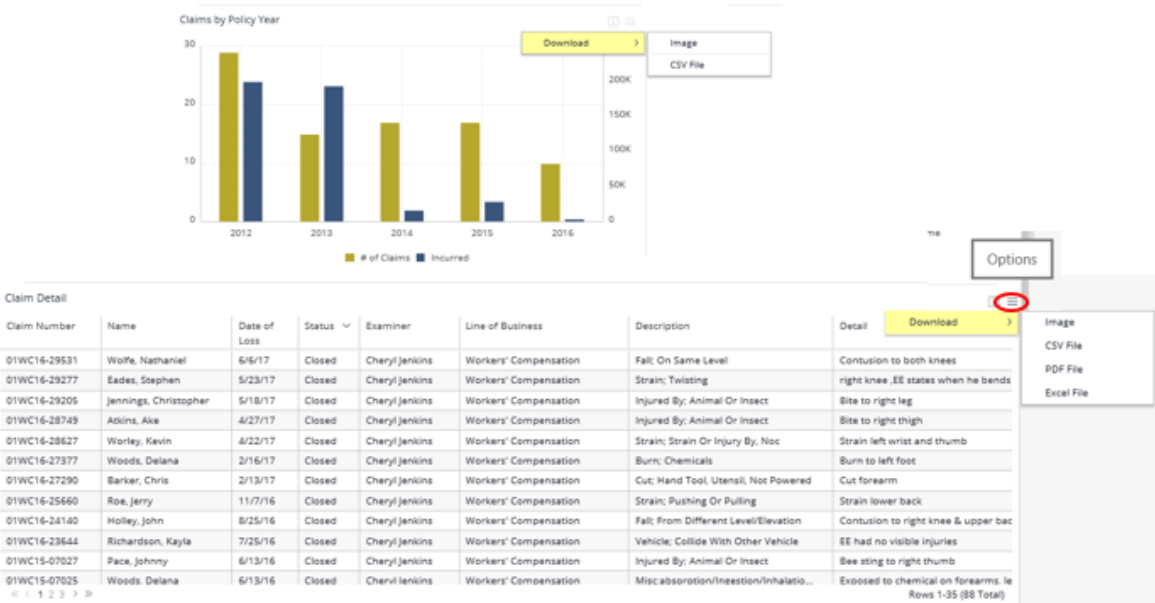 Claims by Policy Year
Download >
Image
CSV File
30
20
10
0
200K
150K
100K
50K
0
2012 2013 2014 2015 2016
# of Claims Incurred
me
Options
Claim Detail
Download >
Image
CSV File
PDF File
Excel File
Claim Number Name Date of Loss Status Examiner Line of Business Description Detail
01WC16-29531 Wolfe, Nathaniel 6/6/17 Closed Cheryl Jenkins Workers' Compensation Fall; On Same Level Contusion to both knees
01WC16-29277 Eades, Stephen 5/23/17 Closed Cheryl Jenkins Workers' Compensation Strain; Twisting right knee ,EE states when he bends
01WC16-29205 Jennings, Christopher 5/18/17 Closed Cheryl Jenkins Workers' Compensation Injured By; Animal Or Insect Bite to right leg
01WC16-28749 Atkins, Ake 4/27/17 Closed Cheryl Jenkins Workers' Compensation Injured By; Animal Or Insect Bite to right thigh
01WC16-28627 Worley, Kevin 4/22/17 Closed Cheryl Jenkins Workers' Compensation Strain; Strain Or Injury By, Noc Strain left wrist and thumb
01WC16-27377 Woods, Delana 2/16/17 Closed Cheryl Jenkins Workers' Compensation Burn; Chemicals Burn to left foot
01WC16-27290 Barker, Chris 2/13/17 Closed Cheryl Jenkins Workers' Compensation Cut; Hand Tool, Utensil, Not Powered Cut forearm
01WC16-25660 Roe, Jerry 11/7/16 Closed Cheryl Jenkins Workers' Compensation Strain; Pushing Or Pulling Strain lower back
01WC16-24140 Holley, John 8/25/16 Closed Cheryl Jenkins Workers' Compensation Fall; From Different Level/Elevation Contusion to right knee & upper bac
01WC16-23644 Richardson, Kayla 7/25/16 Closed Cheryl Jenkins Workers' Compensation Vehicle; Collide With Other Vehicle EE had no visible injuries
01WC15-07027 Pace, Johnny 6/13/16 Closed Cheryl Jenkins Workers' Compensation Injured By; Animal Or Insect Bee sting to right thumb
01WC15-07025 Woods, Delana 6/13/16 Closed Cheryl Jenkins Workers' Compensation Misc absorption/Ingestion/Inhalatio... Exposed to chemical on forearms, le
« < 1 2 3 > »
Rows 1-35 (88 Total)